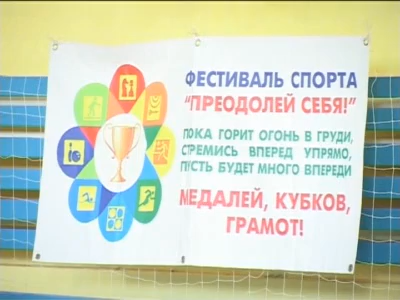 ФЕСТИВАЛЬ СПОРТА
"ПРЕОДОЛЕЙ СЕБЯ!"
ПОКА ГОРИТ ОГОНЬ В ГРУДИ,
СТРЕМИСЬ ВПЕРЕД УПРЯМО,
ПУСТЬ БУДЕТ МНОГО ВПЕРЕДИ
МЕДАЛЕЙ, КУБКОВ,
ГРАМОТ!